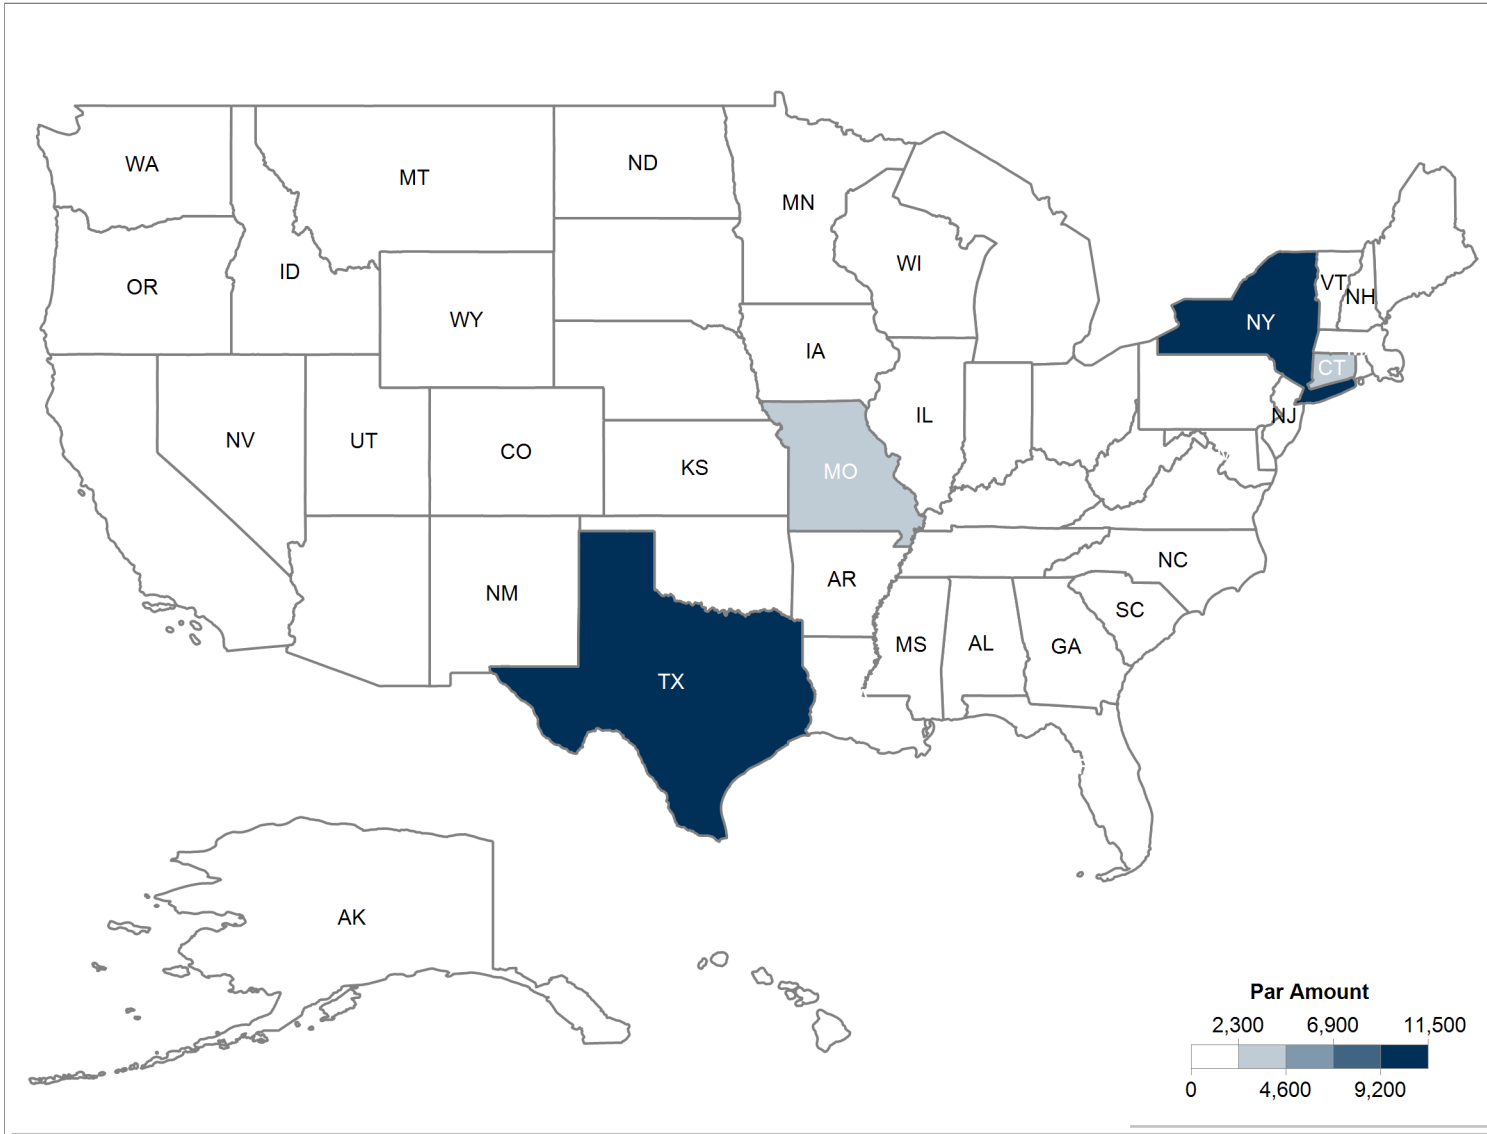 WA
MT
ND
MN
OR
ID
WI
VT
NH
WY
NY
IA
CT
NV
UT
CO
KS
MO
IL
NJ
NM
AR
NC
SC
MS
AL
GA
TX
AK
Par Amount
2,300 6,900 11,500
0 4,600 9,200